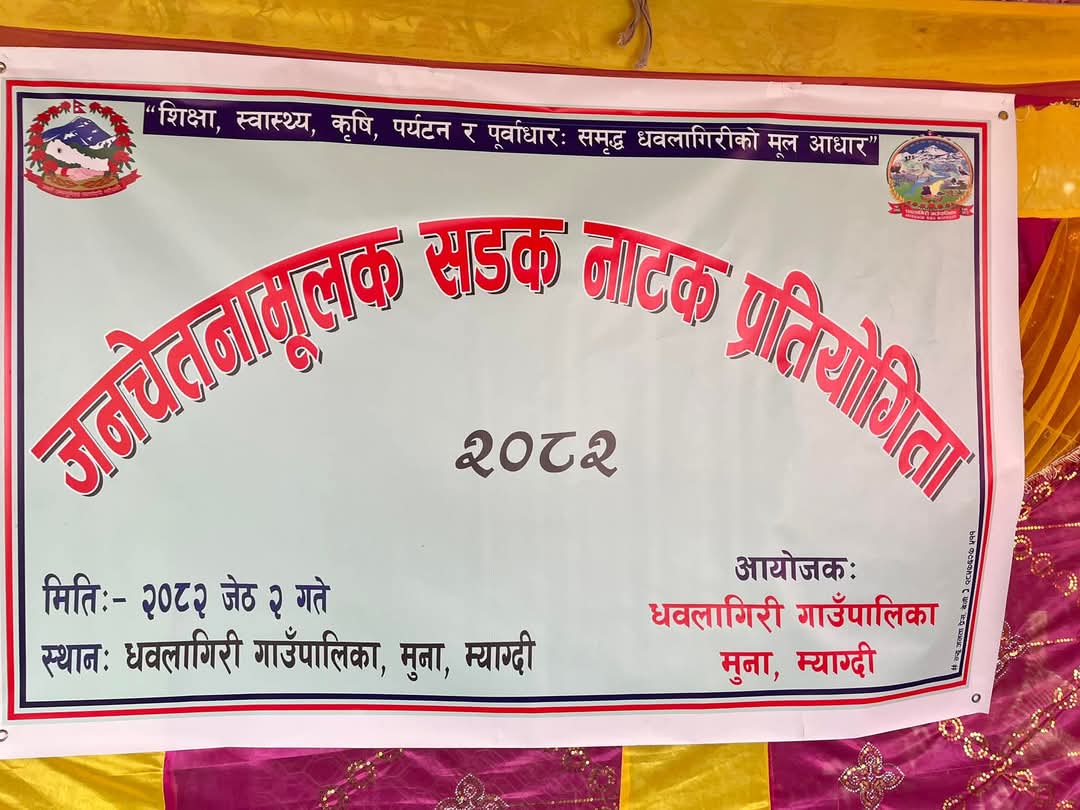 “शिक्षा, स्वास्थ्य, कृषि, पर्यटन र पूर्वाधारः समृद्ध धवलागिरीको मूल आधार”
जनचेतनामूलक सडक नाटक प्रतियोगिता
२०८२
मितिः- २०८२ जेठ २ गते
स्थानः धवलागिरी गाउँपालिका, मुना, म्याग्दी
आयोजकः
धवलागिरी गाउँपालिका
मुना, म्याग्दी